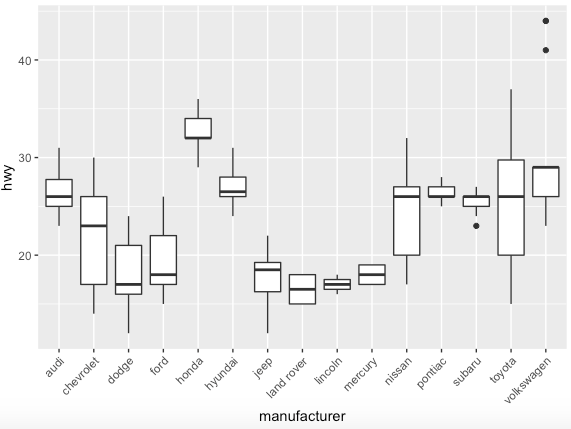 hwy
40
30
20
audi
chevrolet
dodge
ford
honda
hyundai
jeep
land rover
lincoln
mercury
nissan
pontiac
subaru
toyota
volkswagen
manufacturer